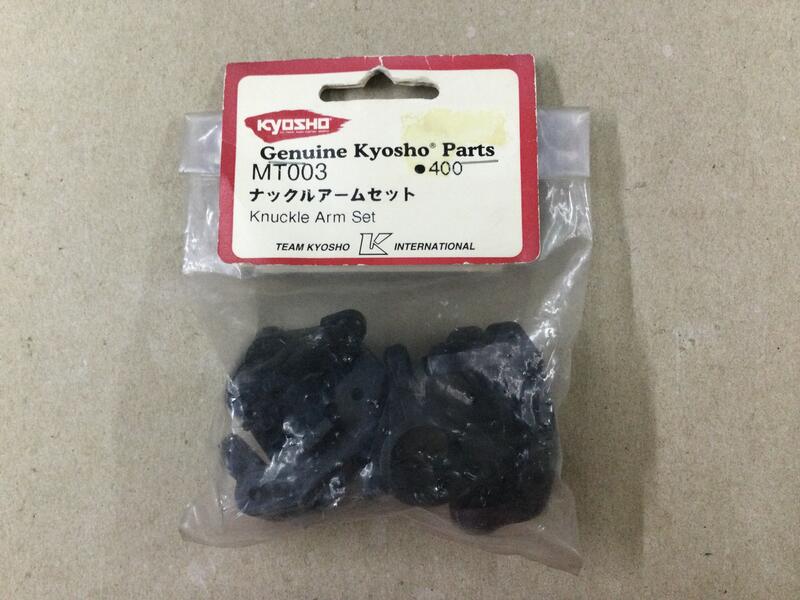 KYOSHO
Genuine Kyosho® Parts
MT003 ●400
ナックルアームセット
Knuckle Arm Set
TEAM KYOSHO K INTERNATIONAL